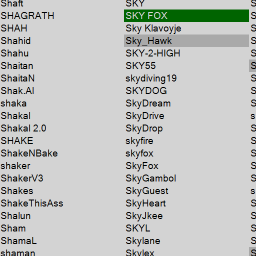 Shaft SKY
SHAGRATH SKY FOX S
SHAH Sky Klavoyje S
Shahid Sky_Hawk S
Shahu SKY-2-HIGH S
Shaitan SKY55 S
ShaitaN skydiving19 S
Shak.Al SKYDOG S
shaka SkyDream S
Shakal SkyDrive s
Shakal 2.0 SkyDrop S
SHAKE skyfire S
ShakeNBake skyfox S
shaker SkyFox S
ShakerV3 SkyGambol S
Shakes SkyGuest s
ShakeThisAss SkyHeart S
Shalun SkyJkee S
Sham SKYL S
ShamaL Skylane S
shaman Skylex S